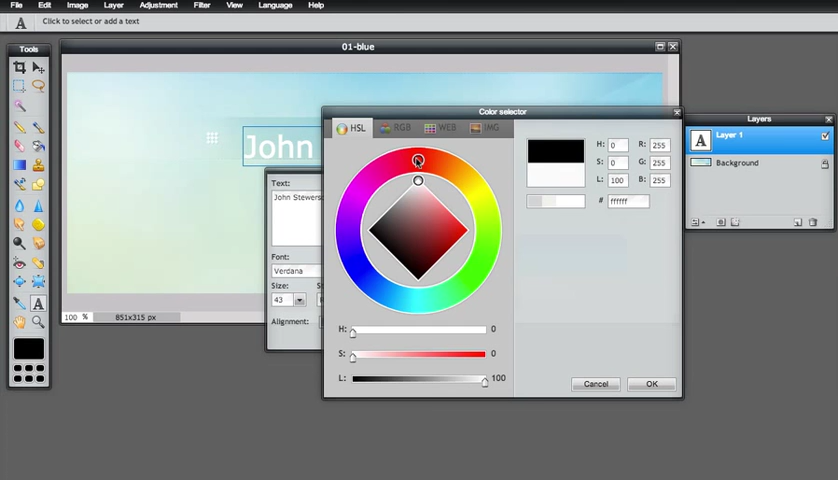 File Edit Image Layer Adjustment Filter View Language Help
A Click to select or add a text
Tools
01-blue
John
Text:
John Stewers
Font:
Verdana
Size:
43
Alignment:
100 % 851x315 px
Color selector
HSL RGB WEB IMG
H: 0 R: 255
S: 0 G: 255
L: 100 B: 255
# ffffff
H: 0
S: 0
L: 100
Cancel OK
Layers
A Layer 1
Background
A